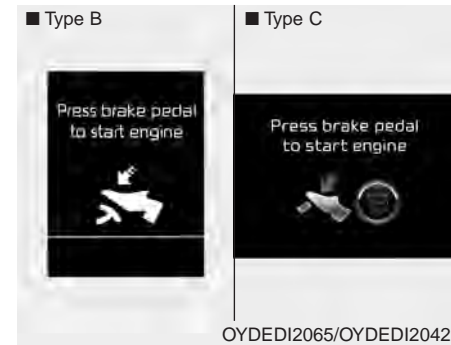 ■ Type B
Press brake pedal
to start engine
■ Type C
Press brake pedal
to start engine
OYDEDI2065/OYDEDI2042